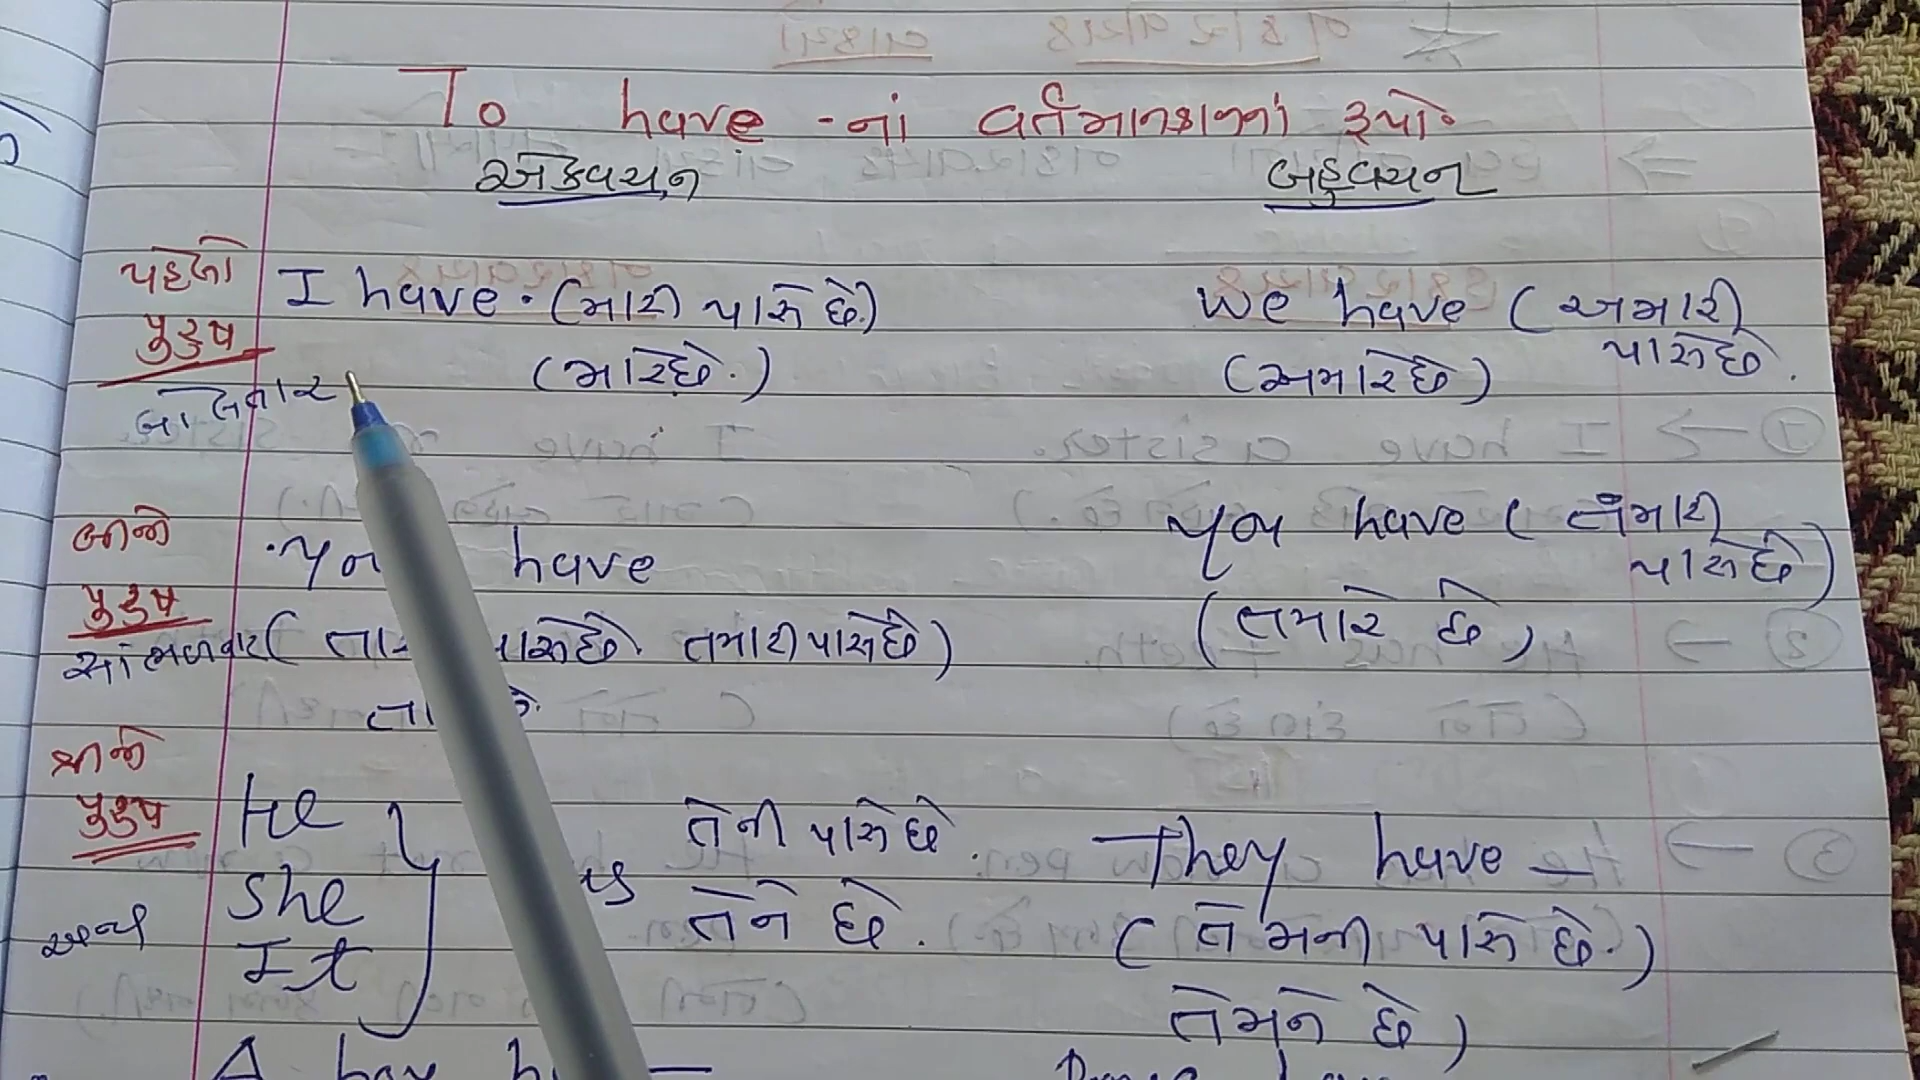 To have -નાં વર્તમાનકાળનાં રૂપો
એકવચન બહુવચન
પહેલો પુરુષ
I have. (મારી પાસે છે.)
(મારે છે.)
બોલનાર
We have (અમારી પાસે છે.
(અમારે છે)
બીજો પુરુષ
સાંભળનાર
have
પાસે છે. તમારી પાસે છે)
You have (તમારી પાસે છે)
(તમારે છે)
ત્રીજો પુરુષ
અન્ય
He
She
It
તેની પાસે છે.
તેને છે.
They have —
(તેમની પાસે છે.)
તેમને છે)
A boy